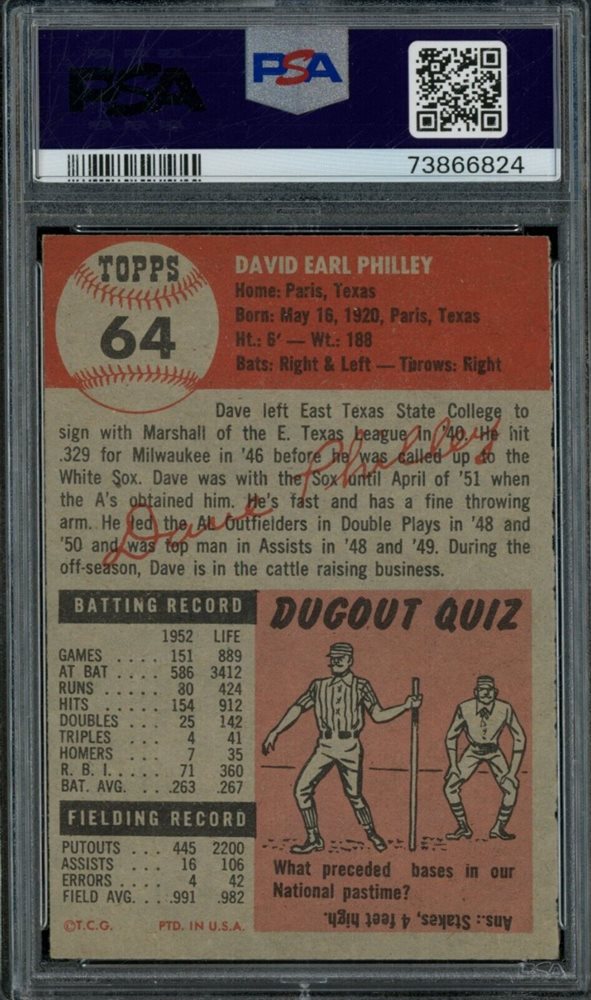 PSA
PSA
73866824
TOPPS
64
DAVID EARL PHILLEY
Home: Paris, Texas
Born: May 16, 1920, Paris, Texas
Ht.: 6' — Wt.: 188
Bats: Right & Left — Throws: Right
Dave left East Texas State College to
sign with Marshall of the E. Texas League in '40. He hit
.329 for Milwaukee in '46 before he was called up to the
White Sox. Dave was with the Sox until April of '51 when
the A's obtained him. He's fast and has a fine throwing
arm. He led the AL Outfielders in Double Plays in '48 and
'50 and was top man in Assists in '48 and '49. During the
off-season, Dave is in the cattle raising business.
Dave Philley
BATTING RECORD
1952 LIFE
GAMES .... 151 889
AT BAT .... 586 3412
RUNS .... 80 424
HITS .... 154 912
DOUBLES ... 25 142
TRIPLES ... 4 41
HOMERS ... 7 35
R. B. I. .... 71 360
BAT. AVG. ... .263 .267
FIELDING RECORD
PUTOUTS ... 445 2200
ASSISTS ... 16 106
ERRORS .... 4 42
FIELD AVG. ... .991 .982
©T.C.G. PTD. IN U.S.A.
DUGOUT QUIZ
What preceded bases in our
National pastime?
Ans.: Stakes, 4 feet high.
PSA